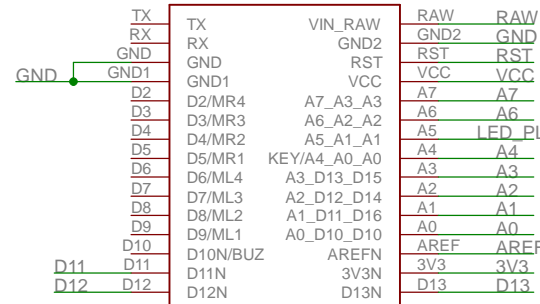 TX TX VIN_RAW RAW RAW
RX RX GND2 GND2 GND
GND GND RST RST RST
GND GND1 GND1 VCC VCC VCC
D2 D2/MR4 A7_A3_A3 A7 A7
D3 D3/MR3 A6_A2_A2 A6 A6
D4 D4/MR2 A5_A1_A1 A5 LED_PL
D5 D5/MR1 KEY/A4_A0_A0 A4 A4
D6 D6/ML4 A3_D13_D15 A3 A3
D7 D7/ML3 A2_D12_D14 A2 A2
D8 D8/ML2 A1_D11_D16 A1 A1
D9 D9/ML1 A0_D10_D10 A0 A0
D10 D10N/BUZ AREFN AREF AREF
D11 D11 D11N 3V3N 3V3 3V3
D12 D12 D12N D13N D13 D13